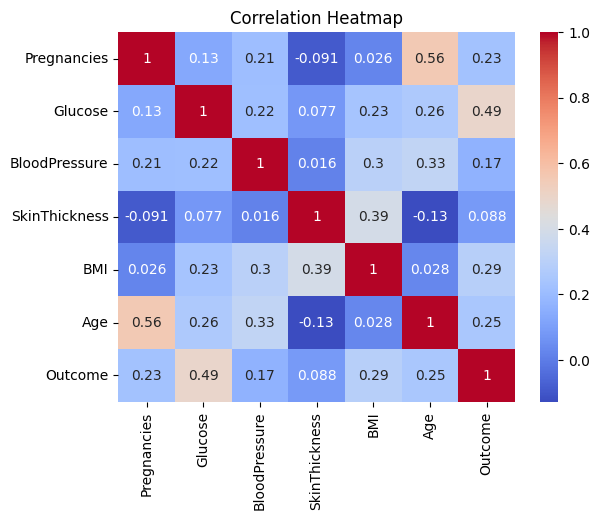 Correlation Heatmap
Pregnancies 1 0.13 0.21 -0.091 0.026 0.56 0.23
Glucose 0.13 1 0.22 0.077 0.23 0.26 0.49
BloodPressure 0.21 0.22 1 0.016 0.3 0.33 0.17
SkinThickness -0.091 0.077 0.016 1 0.39 -0.13 0.088
BMI 0.026 0.23 0.3 0.39 1 0.028 0.29
Age 0.56 0.26 0.33 -0.13 0.028 1 0.25
Outcome 0.23 0.49 0.17 0.088 0.29 0.25 1
Pregnancies
Glucose
BloodPressure
SkinThickness
BMI
Age
Outcome
1.0
0.8
0.6
0.4
0.2
0.0